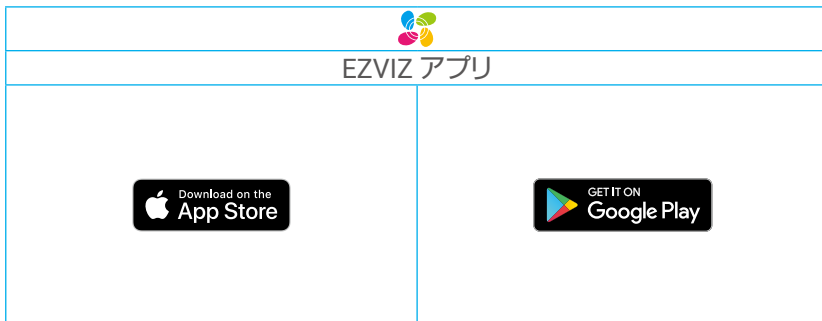 EZVIZ アプリ
Download on the
App Store
GET IT ON
Google Play